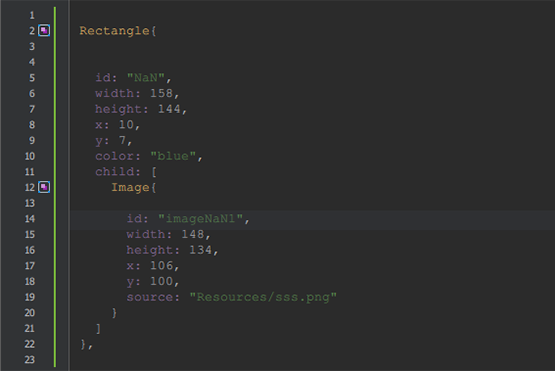 1
2 Rectangle{
3
4
5 id: "NaN",
6 width: 158,
7 height: 144,
8 x: 10,
9 y: 7,
10 color: "blue",
11 child: [
12 Image{
13
14 id: "imageNaN1",
15 width: 148,
16 height: 134,
17 x: 106,
18 y: 100,
19 source: "Resources/sss.png"
20 }
21 ]
22 },
23